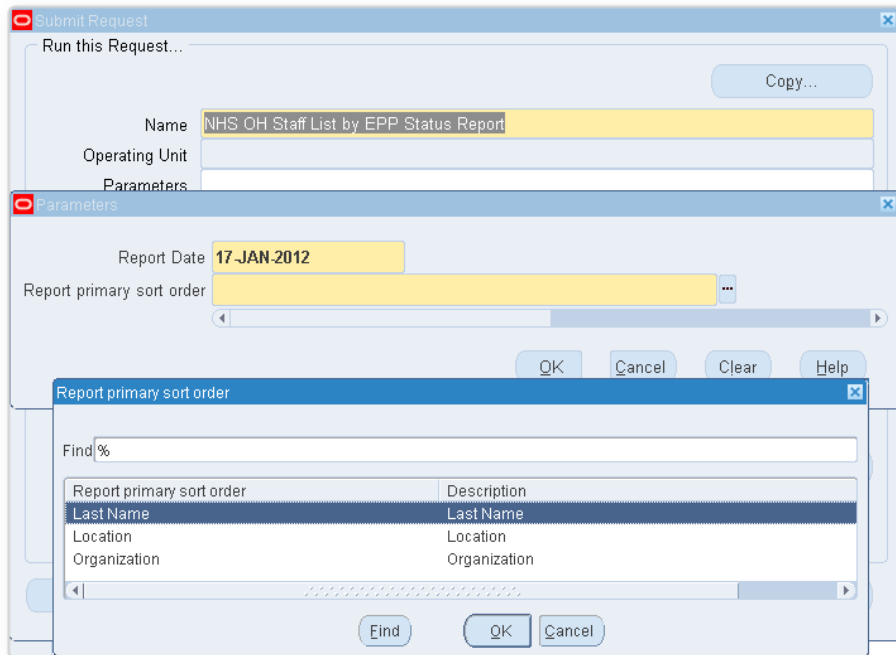 Submit Request
Run this Request...
Copy...
Name NHS OH Staff List by EPP Status Report
Operating Unit
Parameters
Parameters
Report Date 17-JAN-2012
Report primary sort order ...
OK Cancel Clear Help
Report primary sort order
Find %
Report primary sort order Description
Last Name Last Name
Location Location
Organization Organization
Find OK Cancel